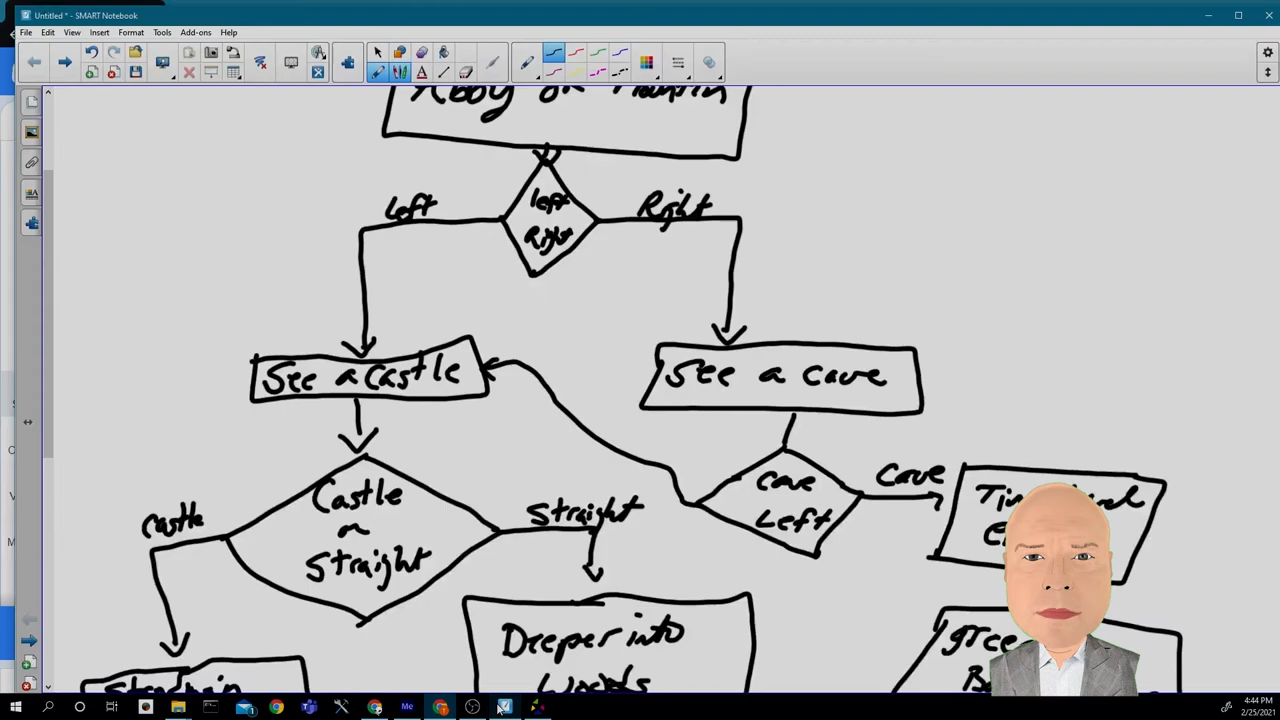 Untitled * - SMART Notebook
File Edit View Insert Format Tools Add-ons Help
left
Right
Left
Right
See a castle
See a cave
Castle
or
Straight
castle
Straight
cave
Left
Cave
Deeper into
Woods
4:44 PM
2/25/2021